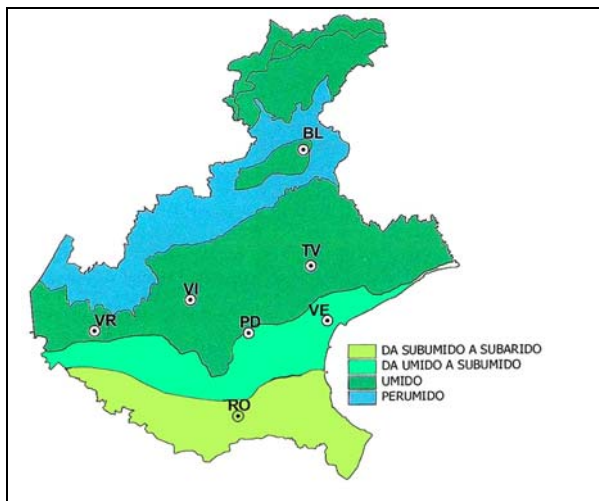 BL
TV
VI
VE
VR
PD
DA SUBUMIDO A SUBARIDO
DA UMIDO A SUBUMIDO
UMIDO
PERUMIDO
RO